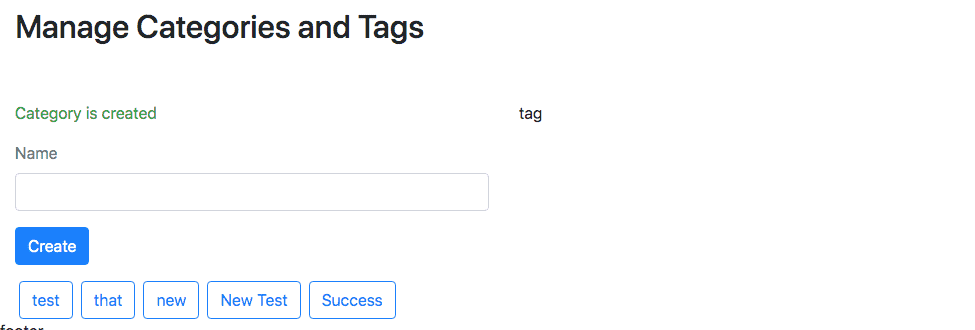 Manage Categories and Tags
Category is created
tag
Name
Create
test that new New Test Success
footer